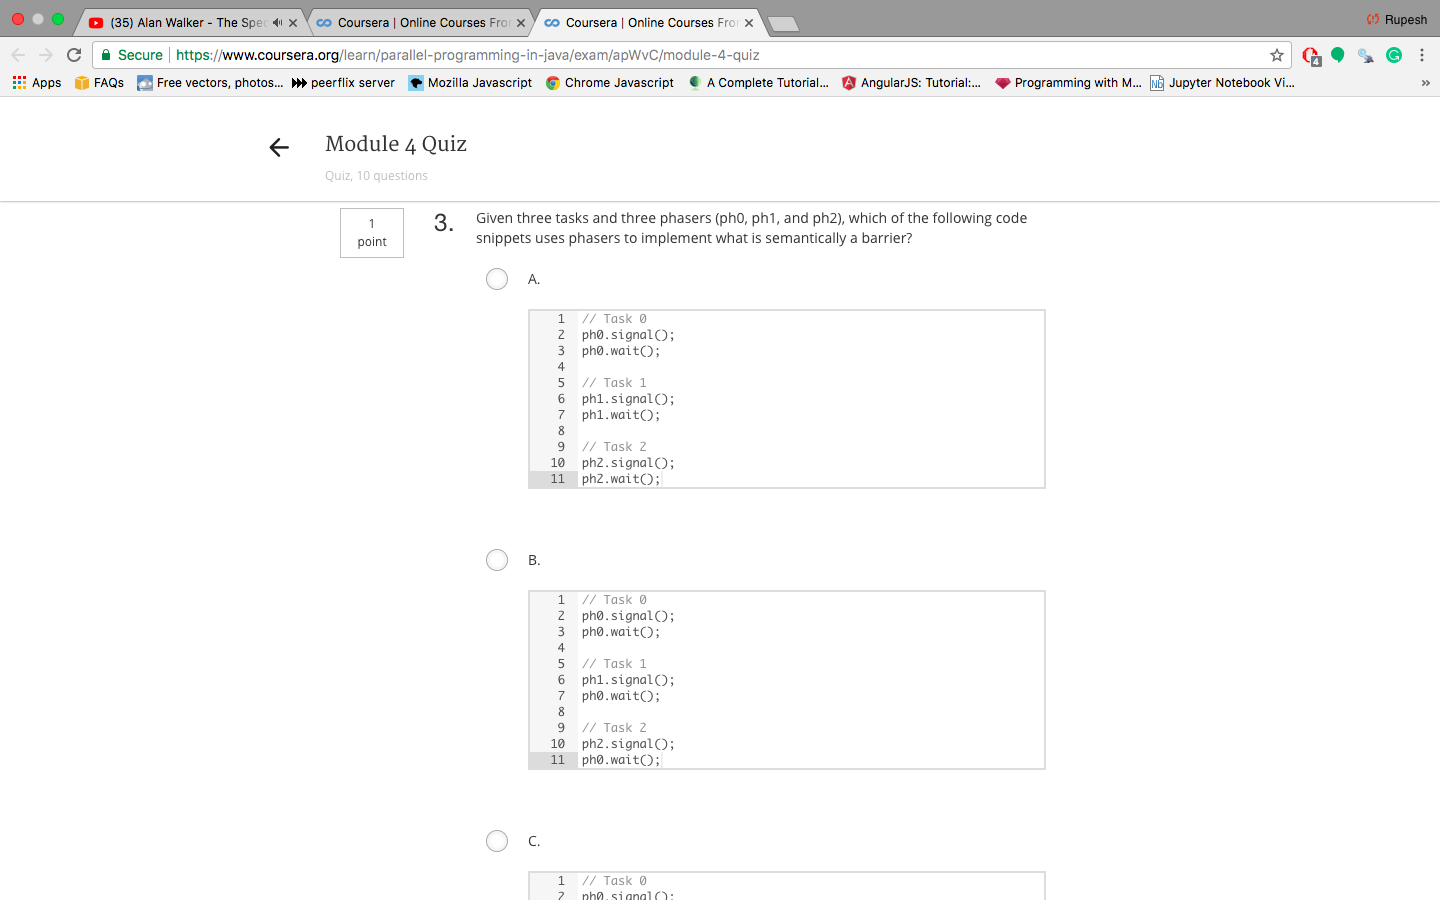 (35) Alan Walker - The Spec
Coursera | Online Courses From
Coursera | Online Courses From
Rupesh
Secure
https://www.coursera.org/learn/parallel-programming-in-java/exam/apWvC/module-4-quiz
4
Apps
FAQs
Free vectors, photos...
peerflix server
Mozilla Javascript
Chrome Javascript
A Complete Tutorial...
AngularJS: Tutorial:...
Programming with M...
Jupyter Notebook Vi...
»
Module 4 Quiz
Quiz, 10 questions
1
point
3.
Given three tasks and three phasers (ph0, ph1, and ph2), which of the following code
snippets uses phasers to implement what is semantically a barrier?
A.
1 // Task 0
2 ph0.signal();
3 ph0.wait();
4
5 // Task 1
6 ph1.signal();
7 ph1.wait();
8
9 // Task 2
10 ph2.signal();
11 ph2.wait();
B.
1 // Task 0
2 ph0.signal();
3 ph0.wait();
4
5 // Task 1
6 ph1.signal();
7 ph0.wait();
8
9 // Task 2
10 ph2.signal();
11 ph0.wait();
C.
1 // Task 0
2 ph0.signal();